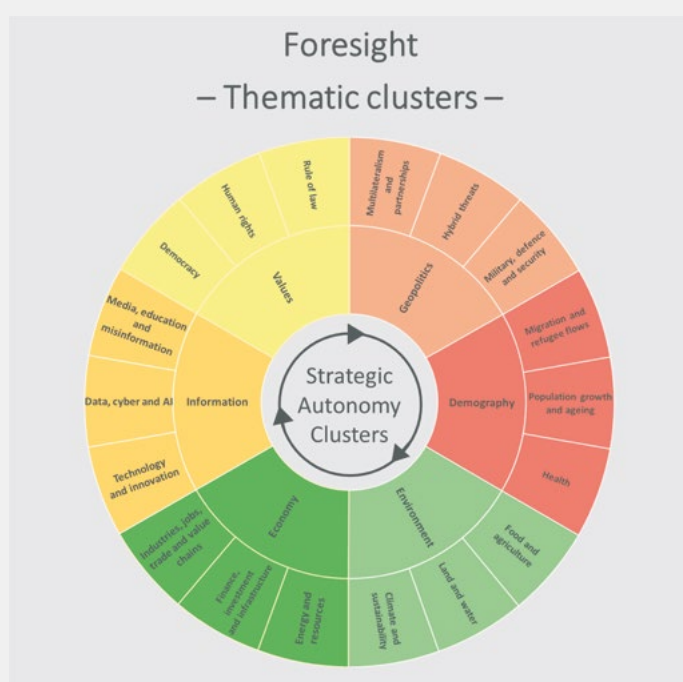 Foresight
– Thematic clusters –
Multilateralism
and
partnerships
Hybrid threats
Military, defence
and security
Geopolitics
Migration and
refugee flows
Population growth
and ageing
Health
Demography
Food and
agriculture
Land and water
Climate and
sustainability
Environment
Energy and
resources
Finance,
investment
and infrastructure
Industries, jobs,
trade and value
chains
Economy
Technology
and innovation
Data, cyber and AI
Media, education
and
misinformation
Information
Democracy
Human rights
Rule of law
Values
Strategic
Autonomy
Clusters